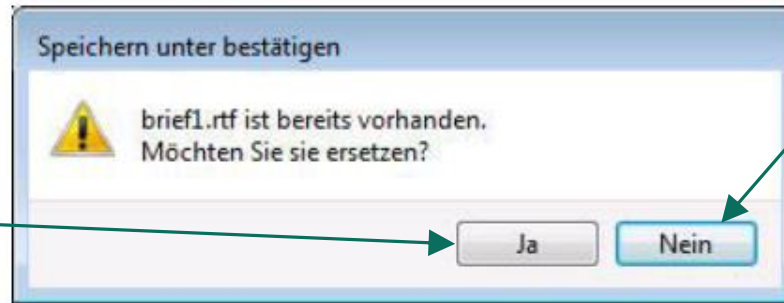 Speichern unter bestätigen
brief1.rtf ist bereits vorhanden.
Möchten Sie sie ersetzen?
Ja
Nein